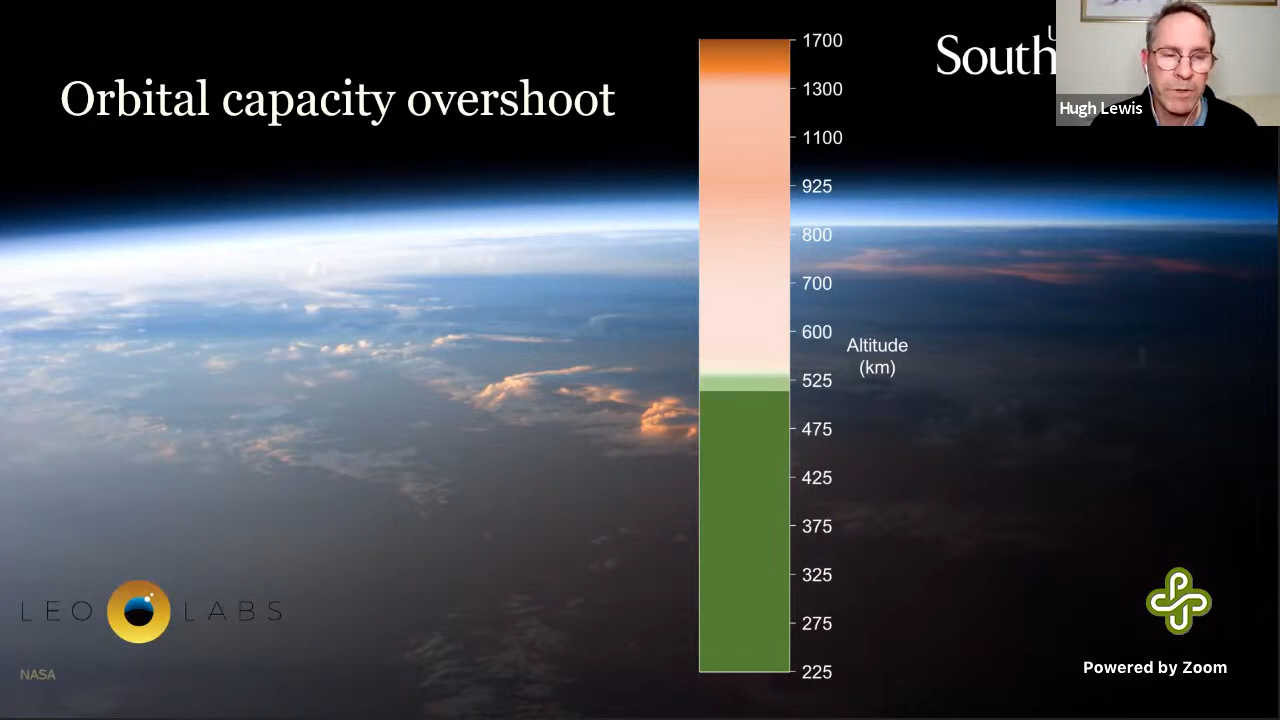 Orbital capacity overshoot
South
Hugh Lewis
1700
1300
1100
925
800
700
600
Altitude
(km)
525
475
425
375
325
275
225
LEO LABS
NASA
Powered by Zoom